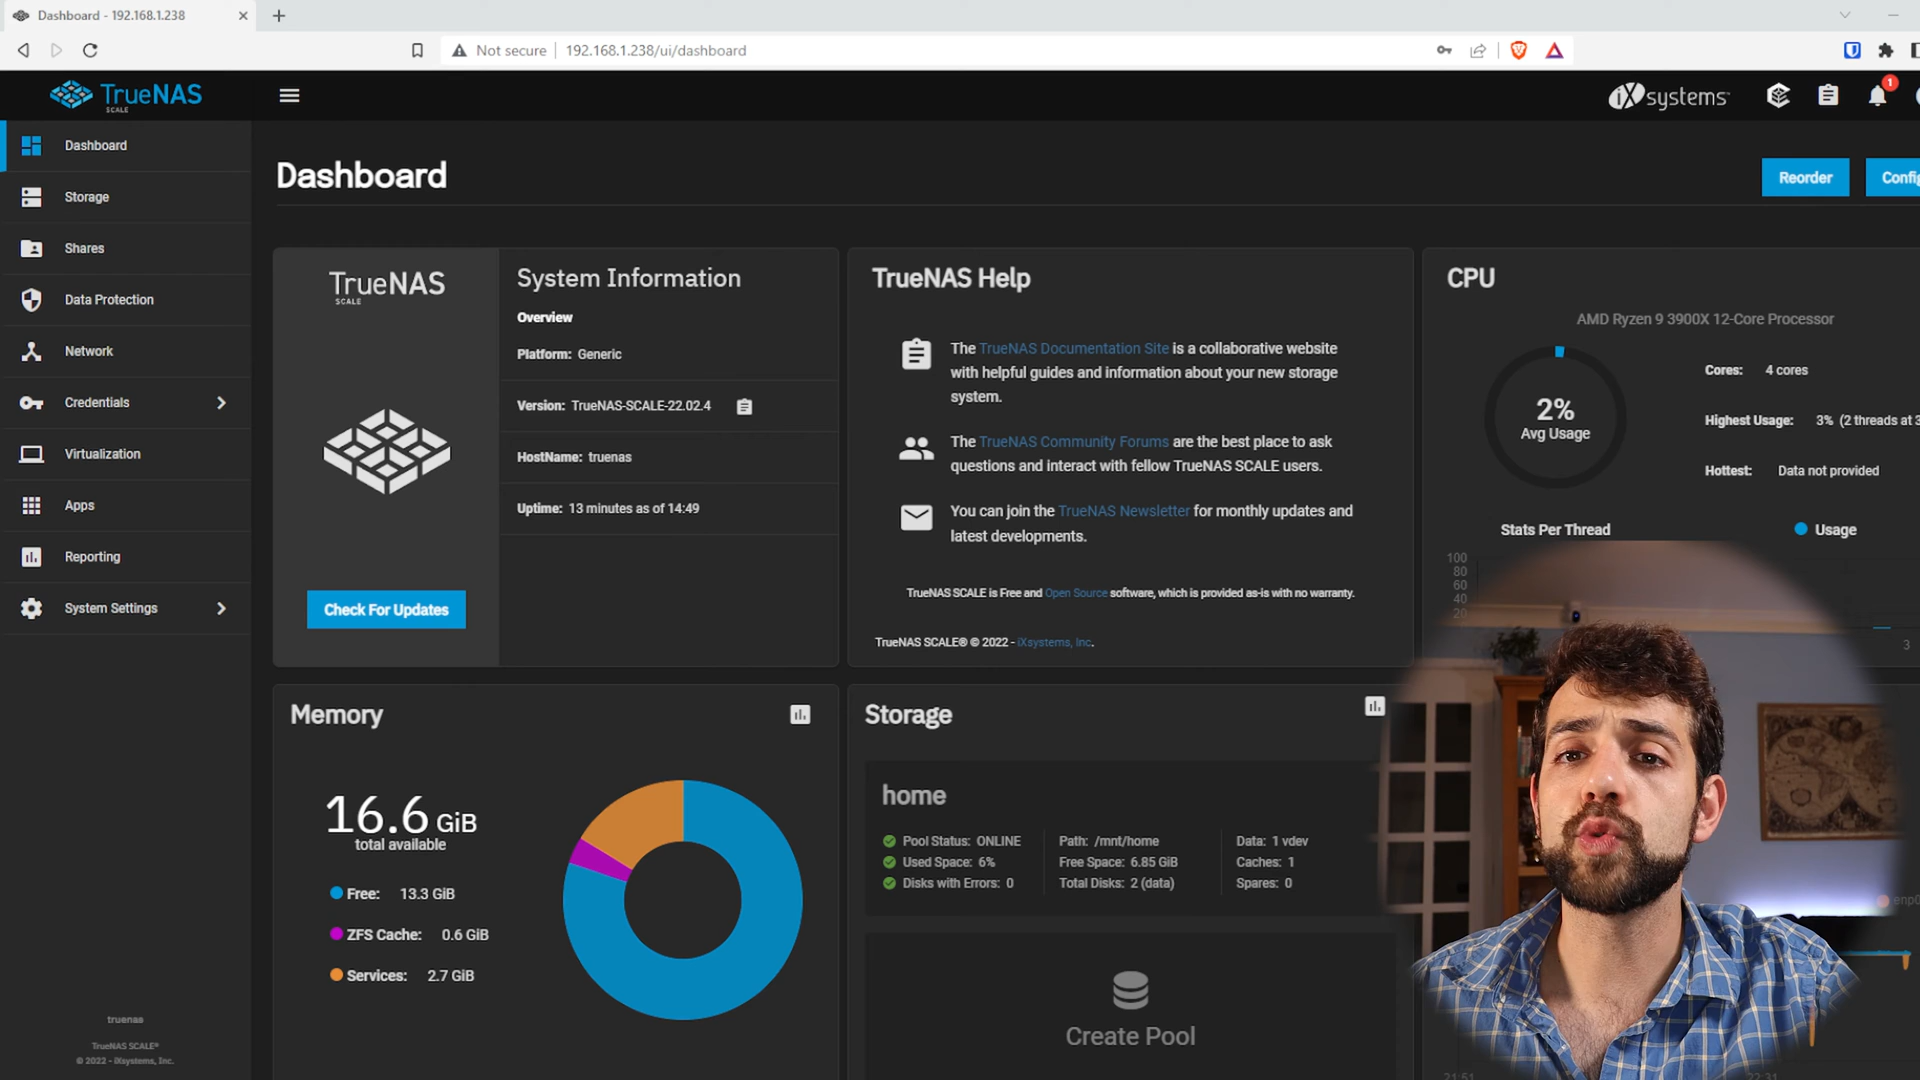 Dashboard - 192.168.1.238
Not secure
192.168.1.238/ui/dashboard
TrueNAS
SCALE
iXsystems
1
Dashboard
Storage
Shares
Data Protection
Network
Credentials
Virtualization
Apps
Reporting
System Settings
truenas
TrueNAS SCALE®
© 2022 - iXsystems, Inc.
Dashboard
Reorder
Config
TrueNAS
SCALE
Check For Updates
System Information
Overview
Platform: Generic
Version: TrueNAS-SCALE-22.02.4
HostName: truenas
Uptime: 13 minutes as of 14:49
TrueNAS Help
The TrueNAS Documentation Site is a collaborative website
with helpful guides and information about your new storage
system.
The TrueNAS Community Forums are the best place to ask
questions and interact with fellow TrueNAS SCALE users.
You can join the TrueNAS Newsletter for monthly updates and
latest developments.
TrueNAS SCALE is Free and Open Source software, which is provided as-is with no warranty.
TrueNAS SCALE® © 2022 - iXsystems, Inc.
CPU
AMD Ryzen 9 3900X 12-Core Processor
2%
Avg Usage
Cores: 4 cores
Highest Usage: 3% (2 threads at 3
Hottest: Data not provided
Stats Per Thread
Usage
100
80
60
40
20
3
Memory
16.6 GiB
total available
Free: 13.3 GiB
ZFS Cache: 0.6 GiB
Services: 2.7 GiB
Storage
home
Pool Status: ONLINE
Used Space: 6%
Disks with Errors: 0
Path: /mnt/home
Free Space: 6.85 GiB
Total Disks: 2 (data)
Data: 1 vdev
Caches: 1
Spares: 0
Create Pool
enp0